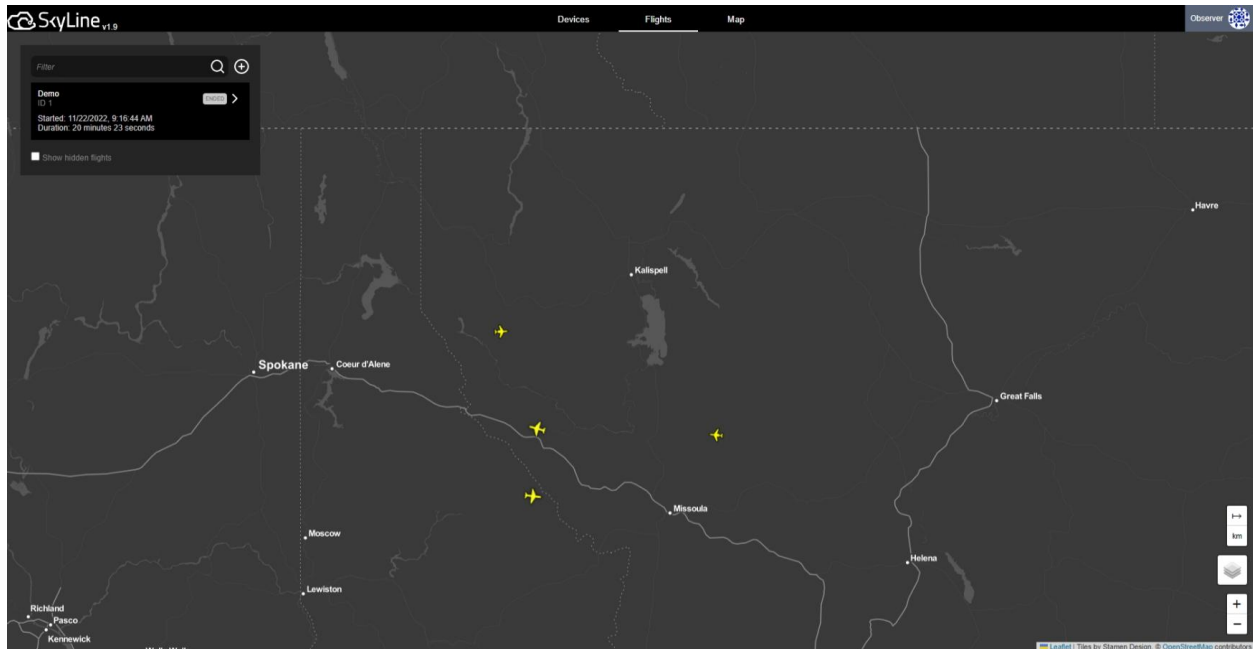 SkyLine v1.9
Devices
Flights
Map
Observer
Filter
Demo
ID 1
ENDED
Started: 11/22/2022, 9:16:44 AM
Duration: 20 minutes 23 seconds
Show hidden flights
Havre
Kalispell
Spokane
Coeur d'Alene
Great Falls
Missoula
Moscow
Helena
Lewiston
Richland
Pasco
Kennewick
km
+
−
Leaflet | Tiles by Stamen Design, © OpenStreetMap contributors